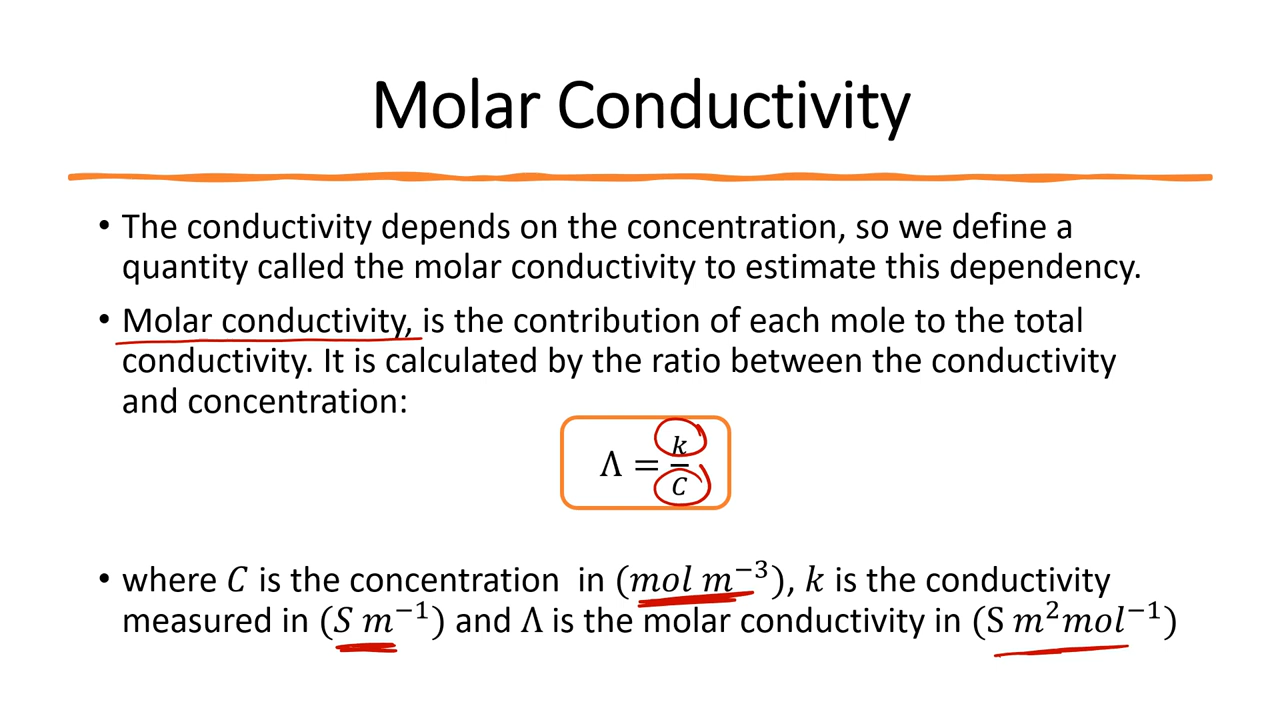 Molar Conductivity
• The conductivity depends on the concentration, so we define a
quantity called the molar conductivity to estimate this dependency.
• Molar conductivity, is the contribution of each mole to the total
conductivity. It is calculated by the ratio between the conductivity
and concentration:
Λ = k/C
• where C is the concentration in (mol m⁻³), k is the conductivity
measured in (S m⁻¹) and Λ is the molar conductivity in (S m²mol⁻¹)